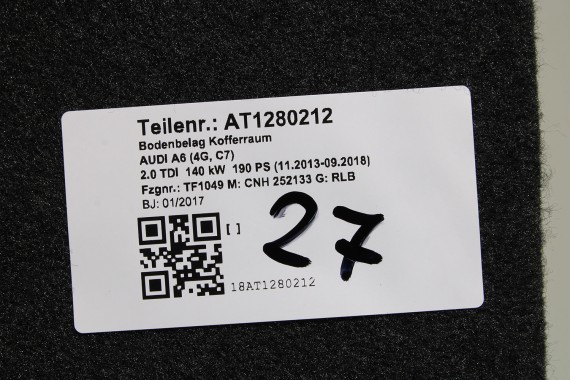 Teilenr.: AT1280212
Bodenbelag Kofferraum
AUDI A6 (4G, C7)
2.0 TDI 140 kW 190 PS (11.2013-09.2018)
Fzgnr.: TF1049 M: CNH 252133 G: RLB
BJ: 01/2017
[ ]
27
18AT1280212